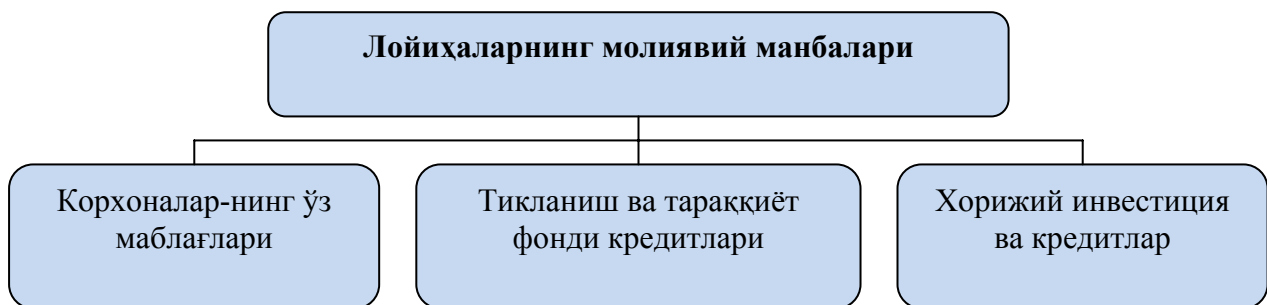 Лойиҳаларнинг молиявий манбалари
Корхоналар-нинг ўз
маблағлари
Тикланиш ва тараққиёт
фонди кредитлари
Хорижий инвестиция
ва кредитлар